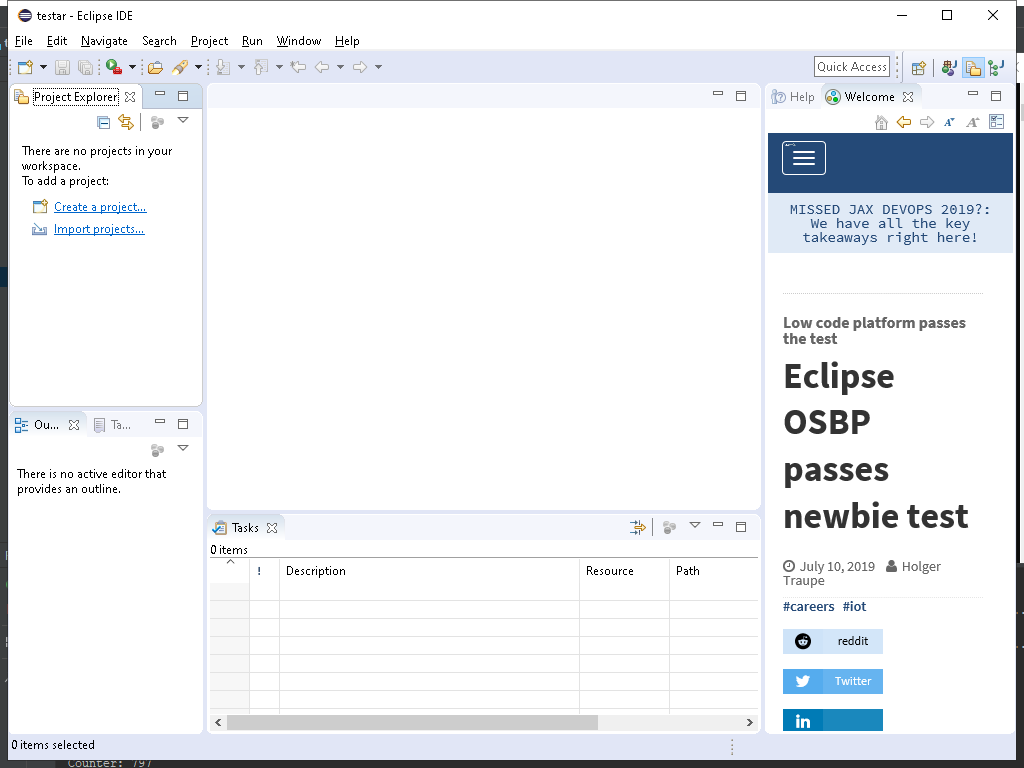 testar - Eclipse IDE
File Edit Navigate Search Project Run Window Help
Quick Access
Project Explorer
There are no projects in your
workspace.
To add a project:
Create a project...
Import projects...
Ou... Ta...
There is no active editor that
provides an outline.
Tasks
0 items
! Description Resource Path
Help Welcome
MISSED JAX DEVOPS 2019?:
We have all the key
takeaways right here!
Low code platform passes
the test
Eclipse
OSBP
passes
newbie test
July 10, 2019 Holger
Traupe
#careers #iot
reddit
Twitter
in
0 items selected
Counter: 797